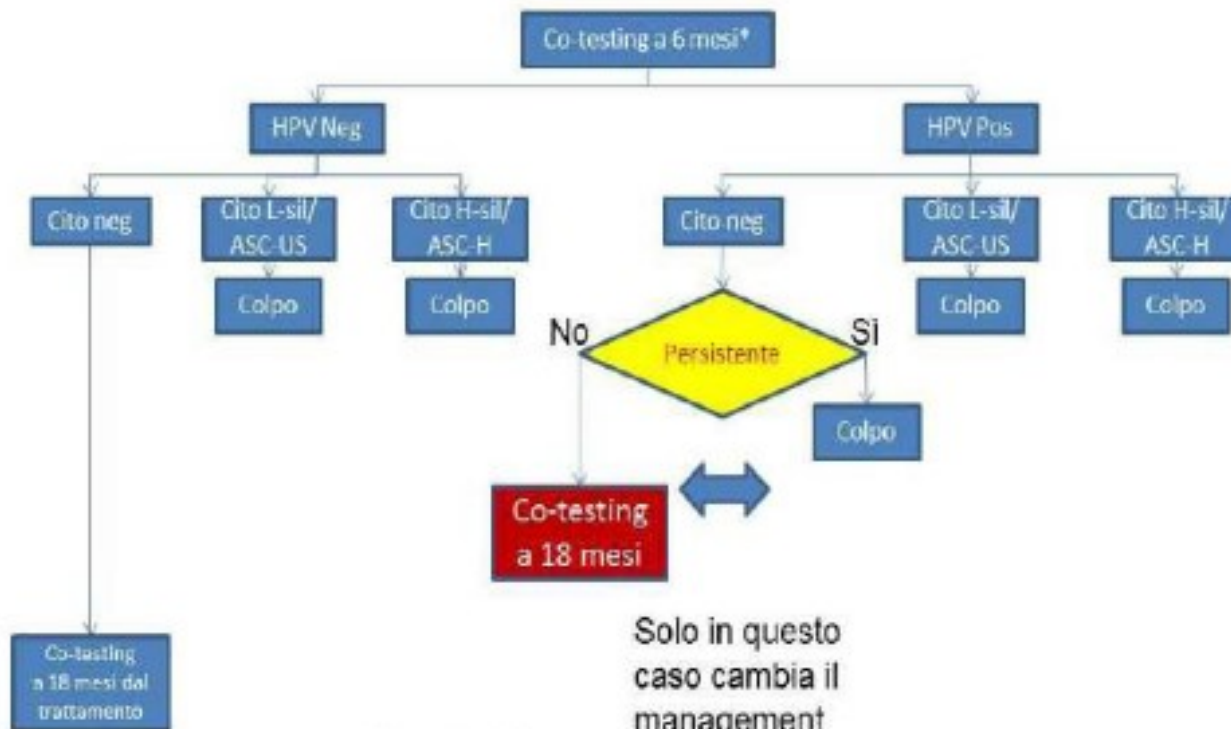 Co-testing a 6 mesi*
HPV Neg
HPV Pos
Cito neg
Cito L-sil/
ASC-US
Cito H-sil/
ASC-H
Cito neg
Cito L-sil/
ASC-US
Cito H-sil/
ASC-H
Colpo
Colpo
Colpo
Colpo
No
Sì
Persistente
Colpo
Co-testing
a 18 mesi
Co-testing
a 18 mesi dal
trattamento
Solo in questo
caso cambia il
management